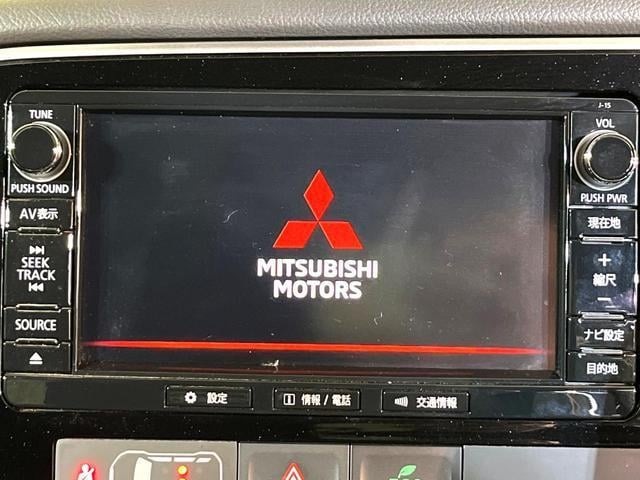 J-15
TUNE
PUSH SOUND
AV表示
SEEK
TRACK
SOURCE
VOL
PUSH PWR
現在地
+
縮尺
-
ナビ設定
目的地
MITSUBISHI
MOTORS
設定
情報 / 電話
交通情報